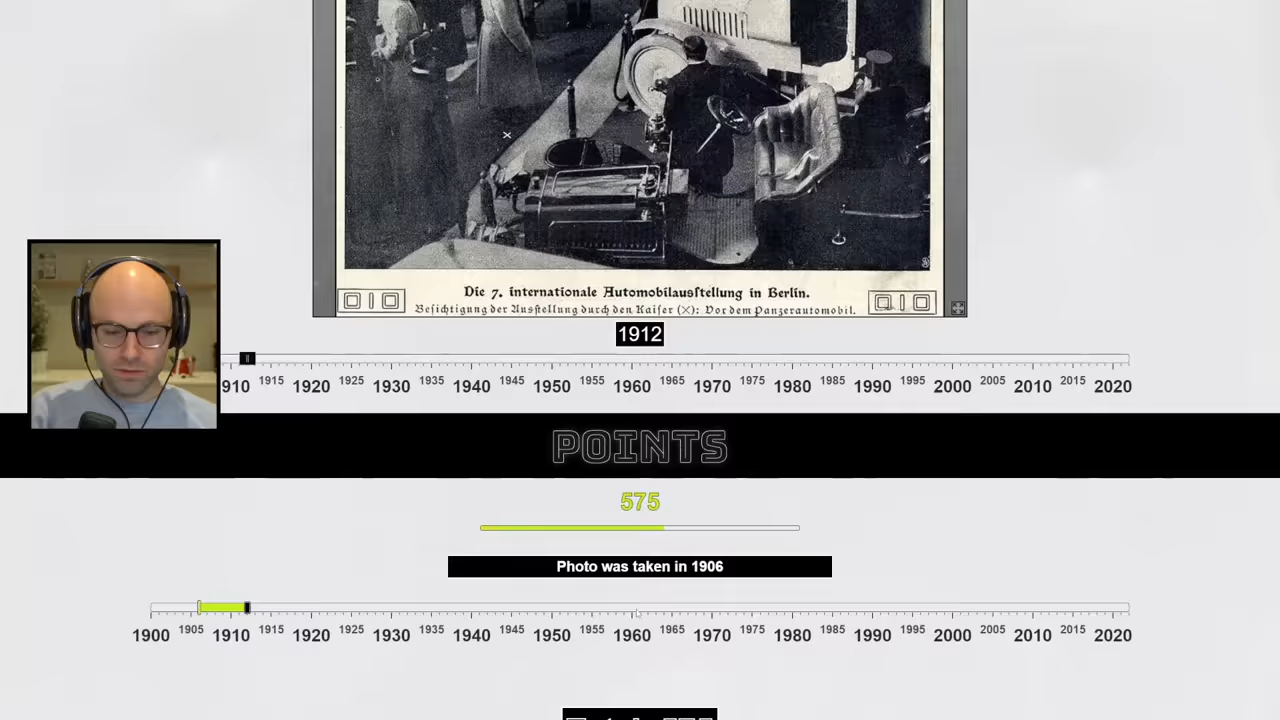 Die 7. internationale Automobilausstellung in Berlin.
Besichtigung der Ausstellung durch den Kaiser (X): Vor dem Panzerautomobil.
1912
910 1915 1920 1925 1930 1935 1940 1945 1950 1955 1960 1965 1970 1975 1980 1985 1990 1995 2000 2005 2010 2015 2020
POINTS
575
Photo was taken in 1906
1900 1905 1910 1915 1920 1925 1930 1935 1940 1945 1950 1955 1960 1965 1970 1975 1980 1985 1990 1995 2000 2005 2010 2015 2020